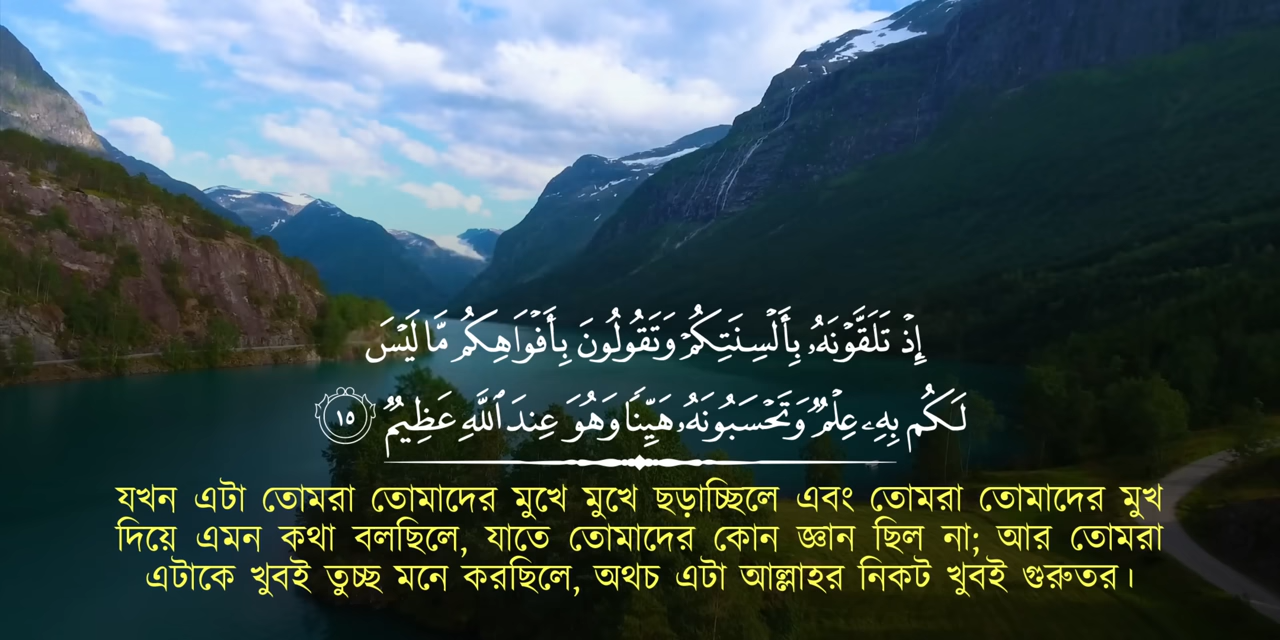 إِذْ تَلَقَّوْنَهُۥ بِأَلْسِنَتِكُمْ وَتَقُولُونَ بِأَفْوَاهِكُم مَّا لَيْسَ
لَكُم بِهِۦ عِلْمٌ وَتَحْسَبُونَهُۥ هَيِّنًا وَهُوَ عِندَ ٱللَّهِ عَظِيمٌ ١٥
যখন এটা তোমরা তোমাদের মুখে মুখে ছড়াচ্ছিলে এবং তোমরা তোমাদের মুখ
দিয়ে এমন কথা বলছিলে, যাতে তোমাদের কোন জ্ঞান ছিল না; আর তোমরা
এটাকে খুবই তুচ্ছ মনে করছিলে, অথচ এটা আল্লাহর নিকট খুবই গুরুতর।